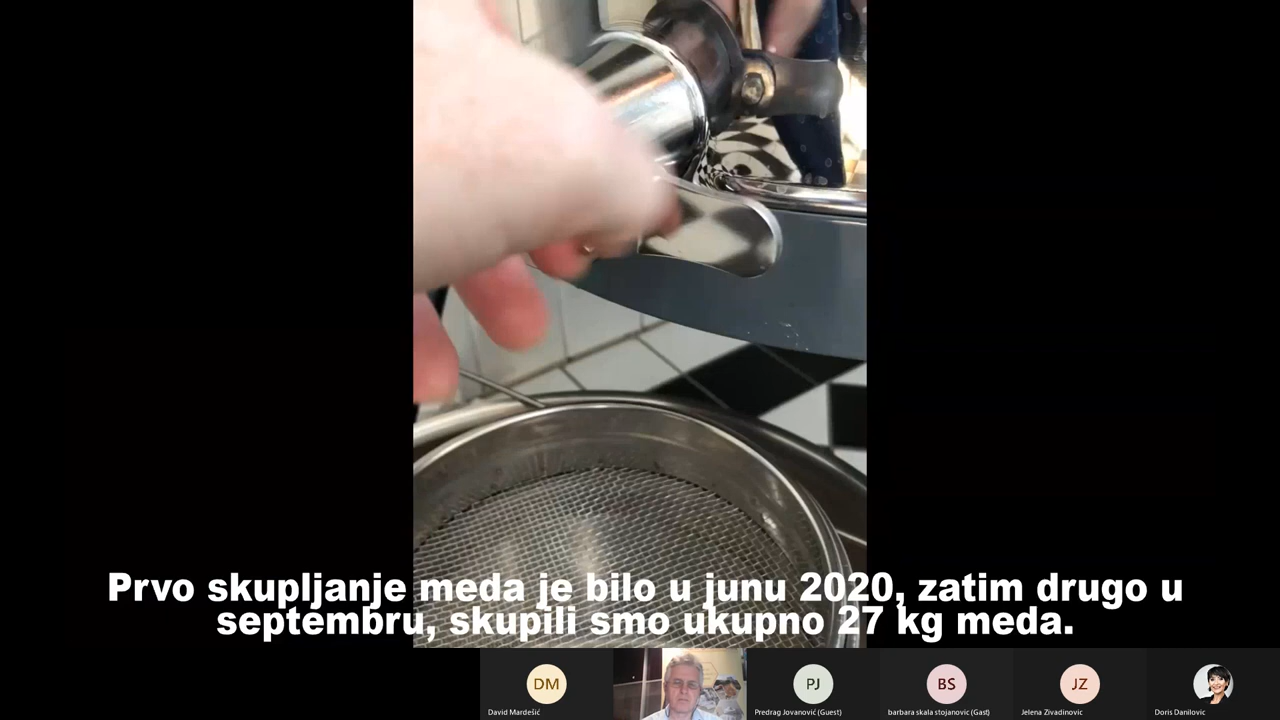 Prvo skupljanje meda je bilo u junu 2020, zatim drugo u
septembru, skupili smo ukupno 27 kg meda.
DM
PJ
BS
JZ
David Mardešić
Predrag Jovanović (Guest)
barbara skala stojanovic (Gast)
Jelena Zivadinovic
Doris Danilovic